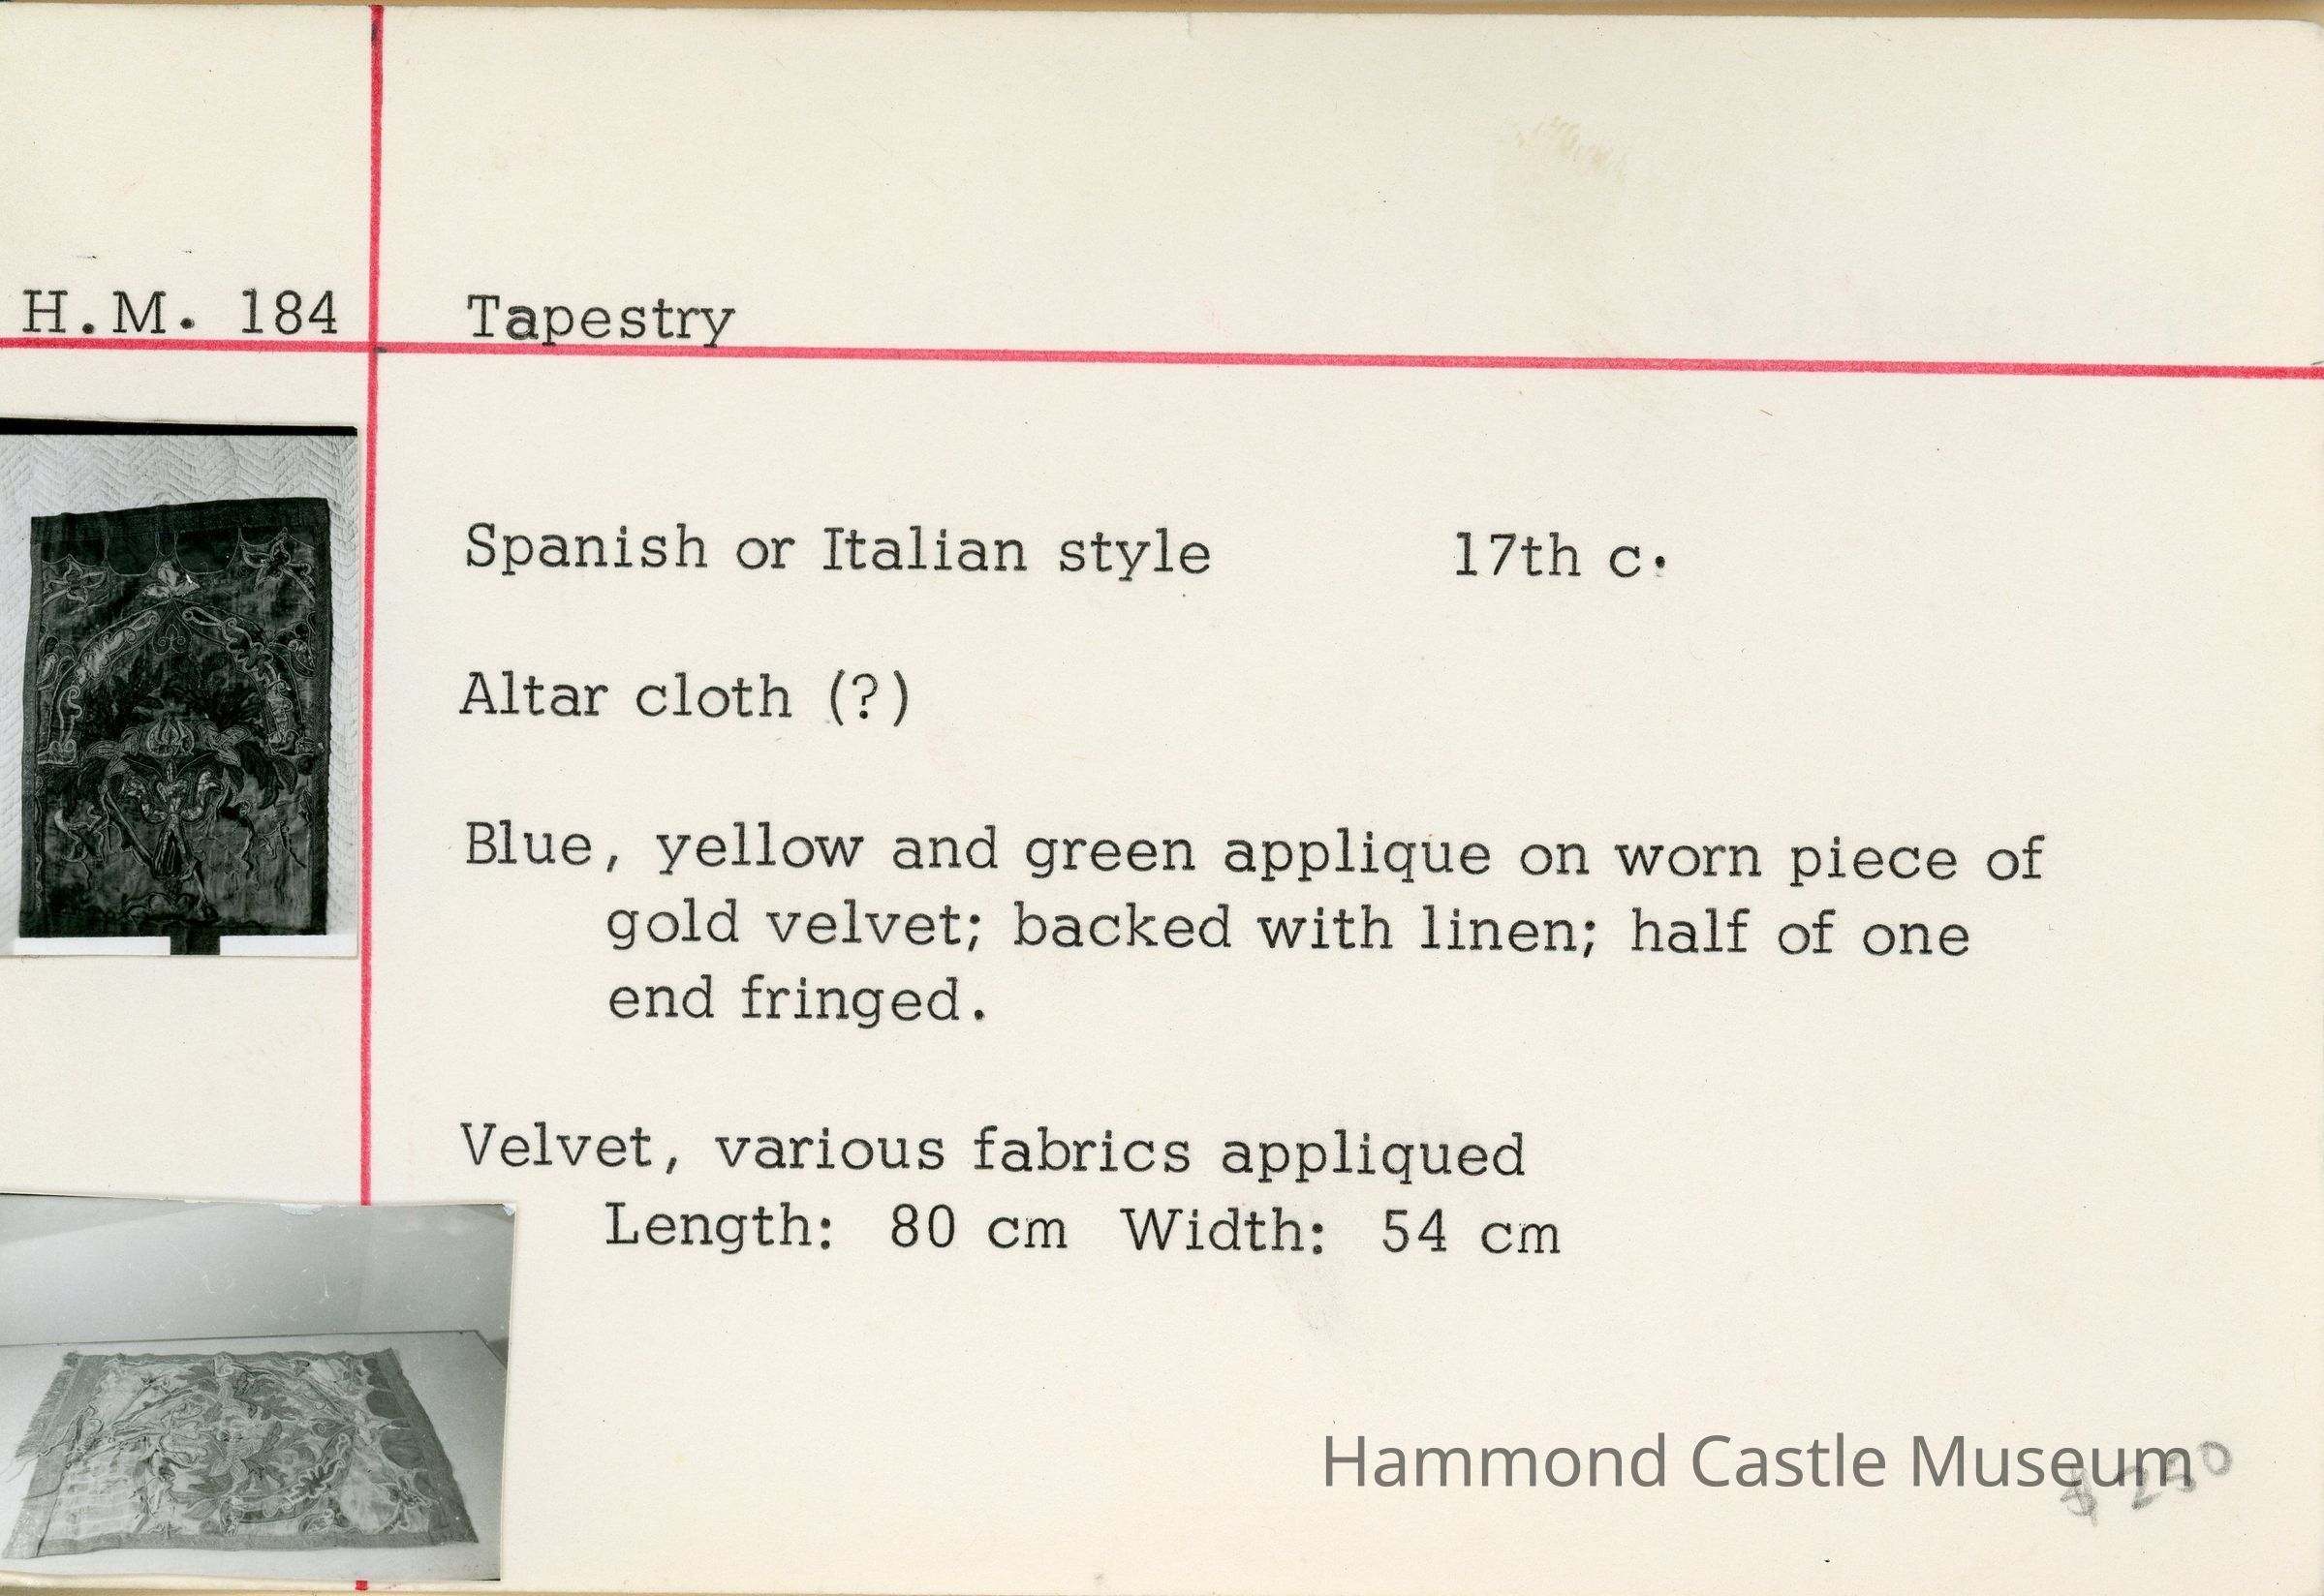 H.M. 184
Tapestry
Spanish or Italian style 17th c.
Altar cloth (?)
Blue, yellow and green applique on worn piece of
gold velvet; backed with linen; half of one
end fringed.
Velvet, various fabrics appliqued
Length: 80 cm Width: 54 cm
Hammond Castle Museum
$ 250